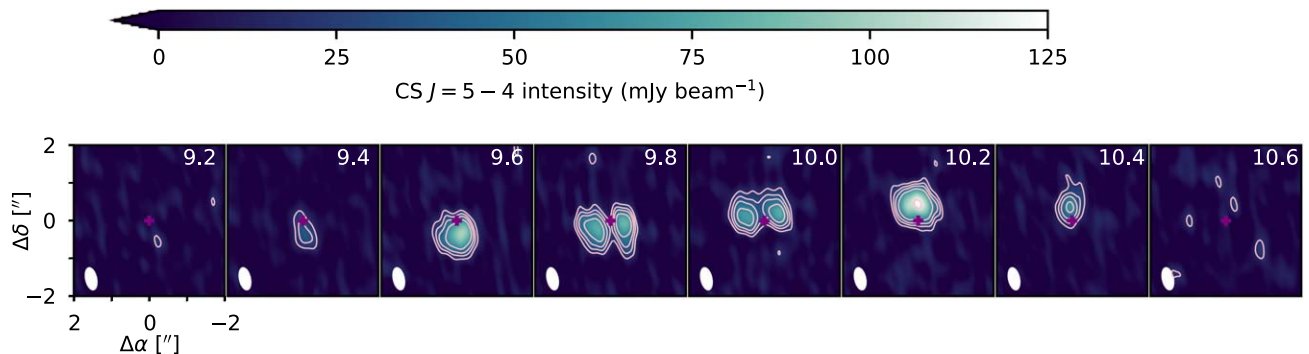 0 25 50 75 100 125
CS J = 5 − 4 intensity (mJy beam⁻¹)
2 9.2 9.4 9.6 9.8 10.0 10.2 10.4 10.6
Δδ [″] 0
−2
2 0 −2
Δα [″]